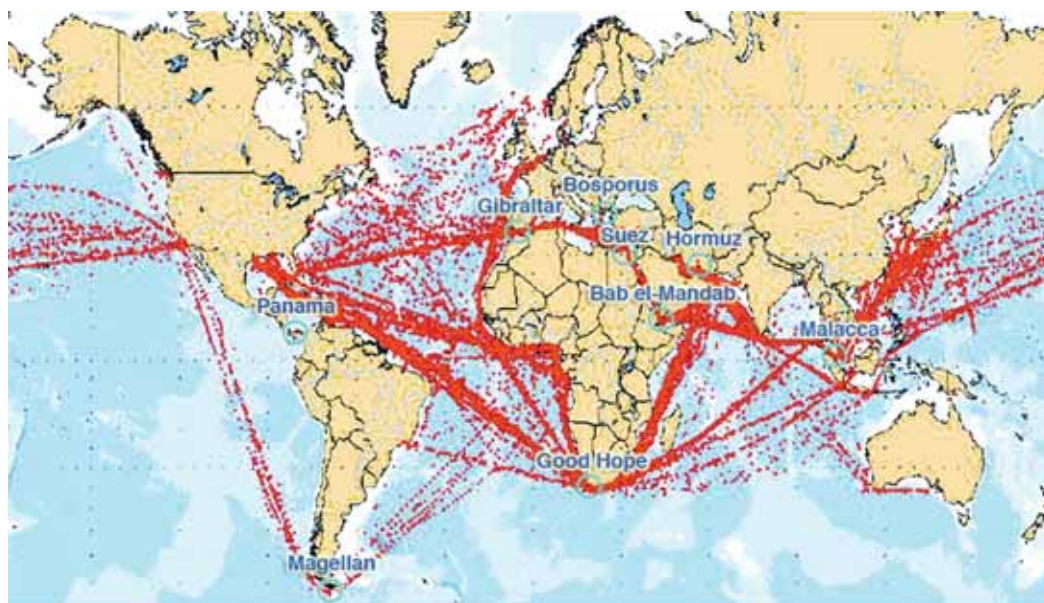 Bosporus
Gibraltar
Suez
Hormuz
Panama
Bab el-Mandab
Malacca
Good Hope
Magellan